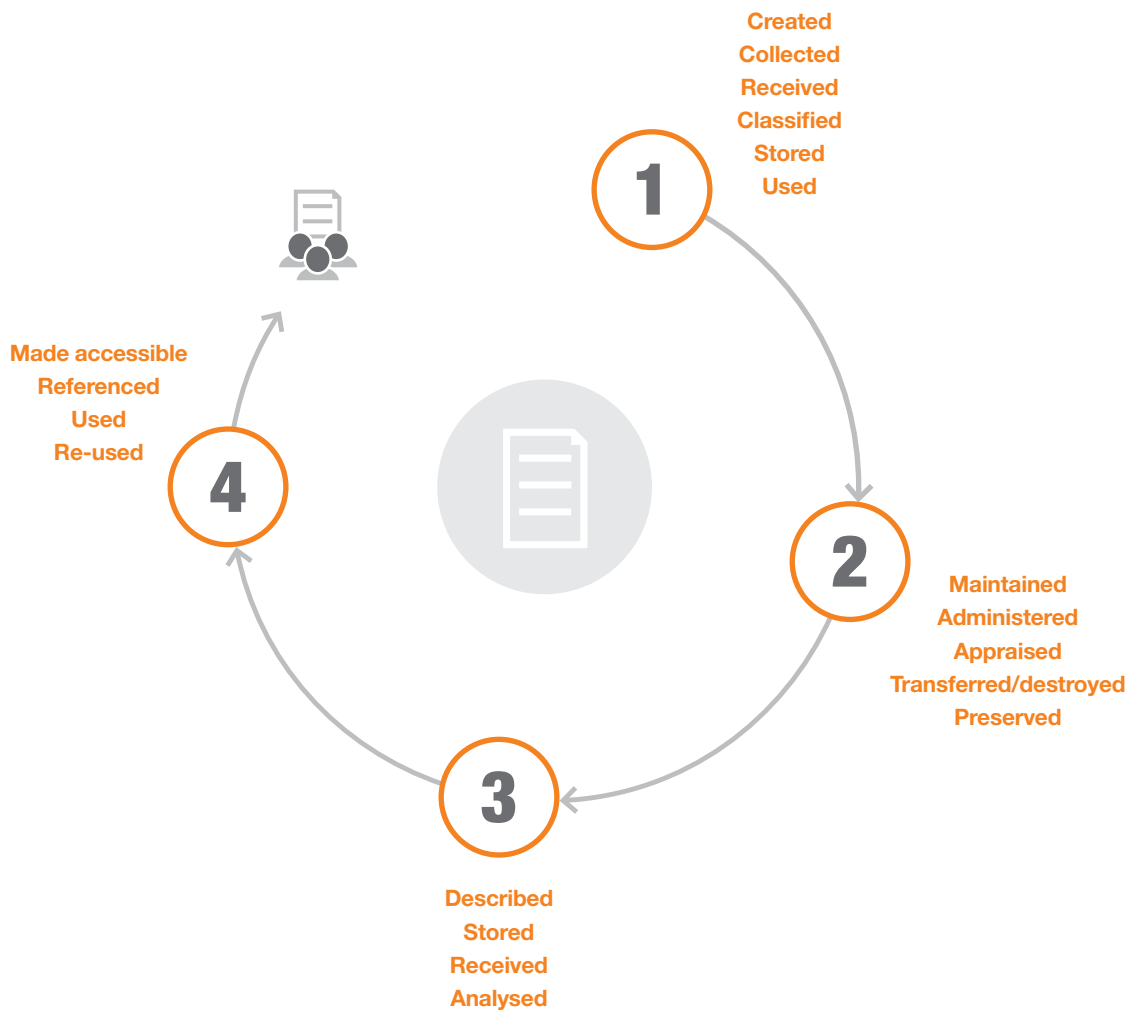 1
Created
Collected
Received
Classified
Stored
Used
2
Maintained
Administered
Appraised
Transferred/destroyed
Preserved
3
Described
Stored
Received
Analysed
4
Made accessible
Referenced
Used
Re-used